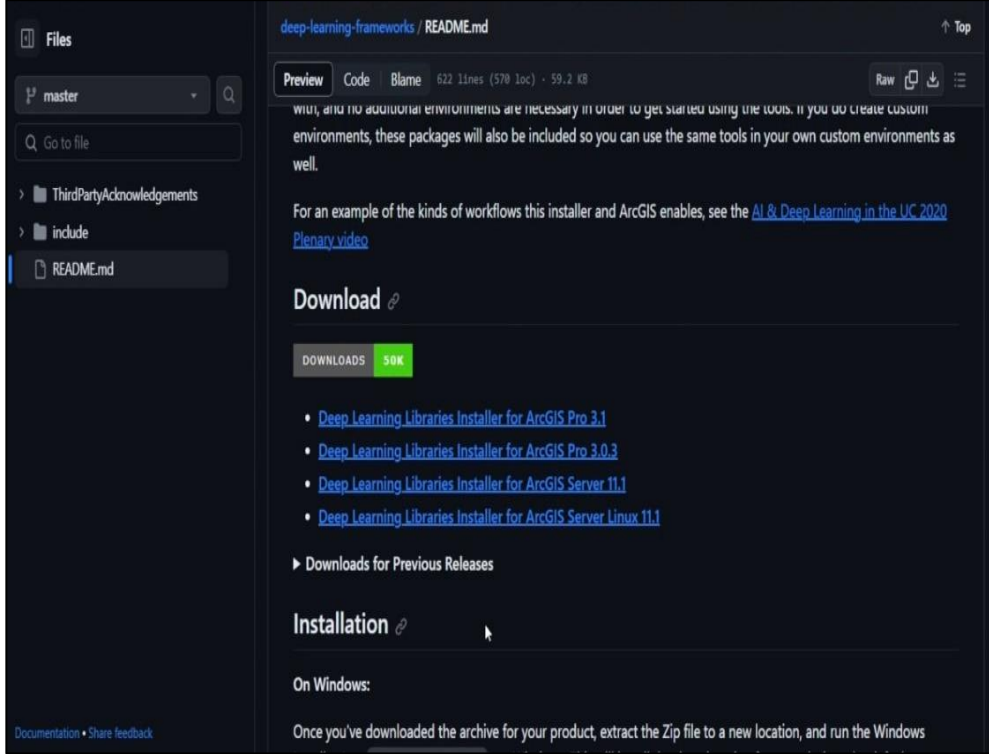 Files
master
Go to file
ThirdPartyAcknowledgements
include
README.md
Documentation • Share feedback
deep-learning-frameworks / README.md
Top
Preview Code Blame 622 lines (570 loc) · 59.2 KB
Raw
with, and no additional environments are necessary in order to get started using the tools. If you do create custom
environments, these packages will also be included so you can use the same tools in your own custom environments as
well.
For an example of the kinds of workflows this installer and ArcGIS enables, see the AI & Deep Learning in the UC 2020
Plenary video
Download
DOWNLOADS 50K
• Deep Learning Libraries Installer for ArcGIS Pro 3.1
• Deep Learning Libraries Installer for ArcGIS Pro 3.0.3
• Deep Learning Libraries Installer for ArcGIS Server 11.1
• Deep Learning Libraries Installer for ArcGIS Server Linux 11.1
Downloads for Previous Releases
Installation
On Windows:
Once you've downloaded the archive for your product, extract the Zip file to a new location, and run the Windows